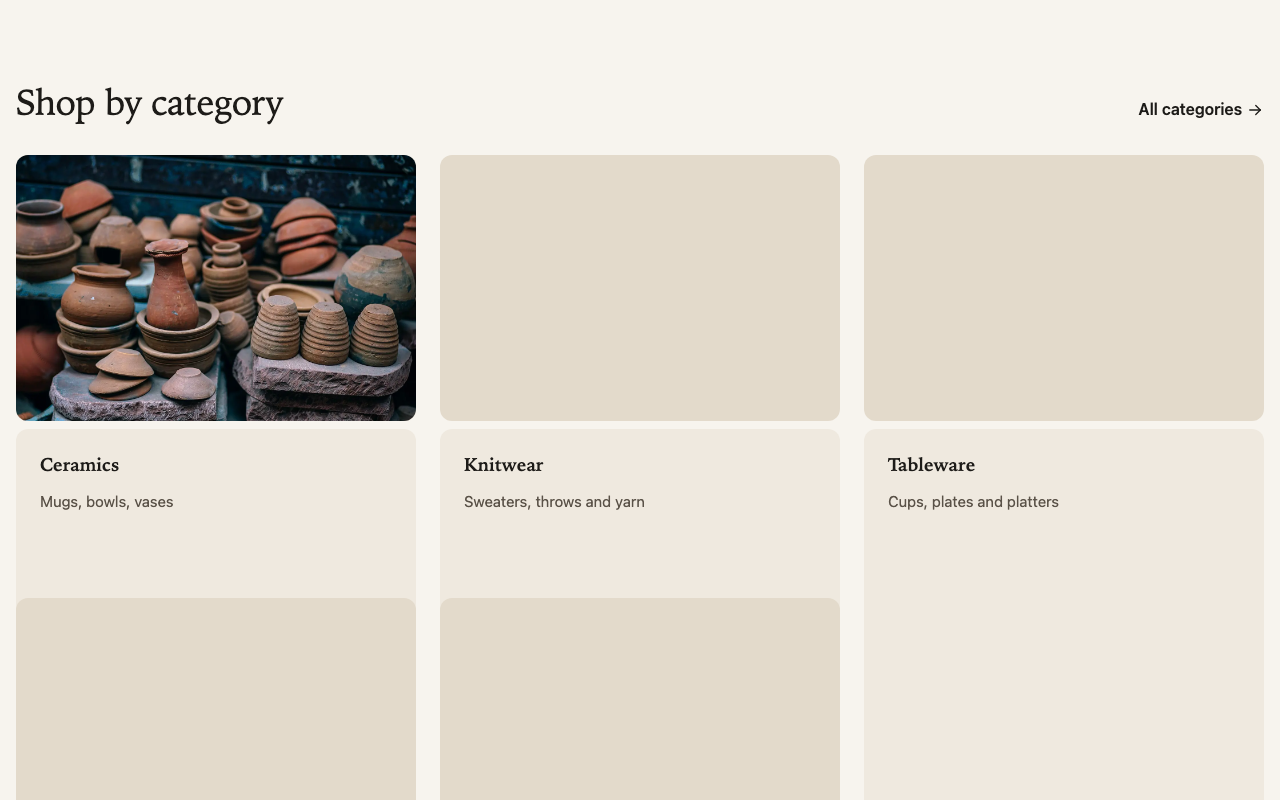 Shop by category
All categories →
Ceramics
Mugs, bowls, vases
Knitwear
Sweaters, throws and yarn
Tableware
Cups, plates and platters